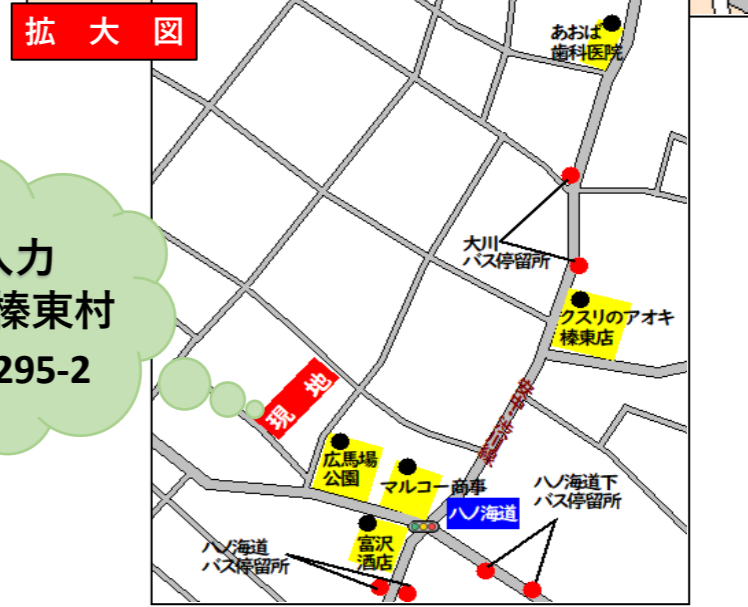 拡 大 図
あおば
歯科医院
大川
バス停留所
入力
榛東村
295-2
クスリのアオキ
榛東店
現 地
広馬場
公園
マルコー商事
八ノ海道下
バス停留所
八ノ海道
富沢
酒店
八ノ海道
バス停留所